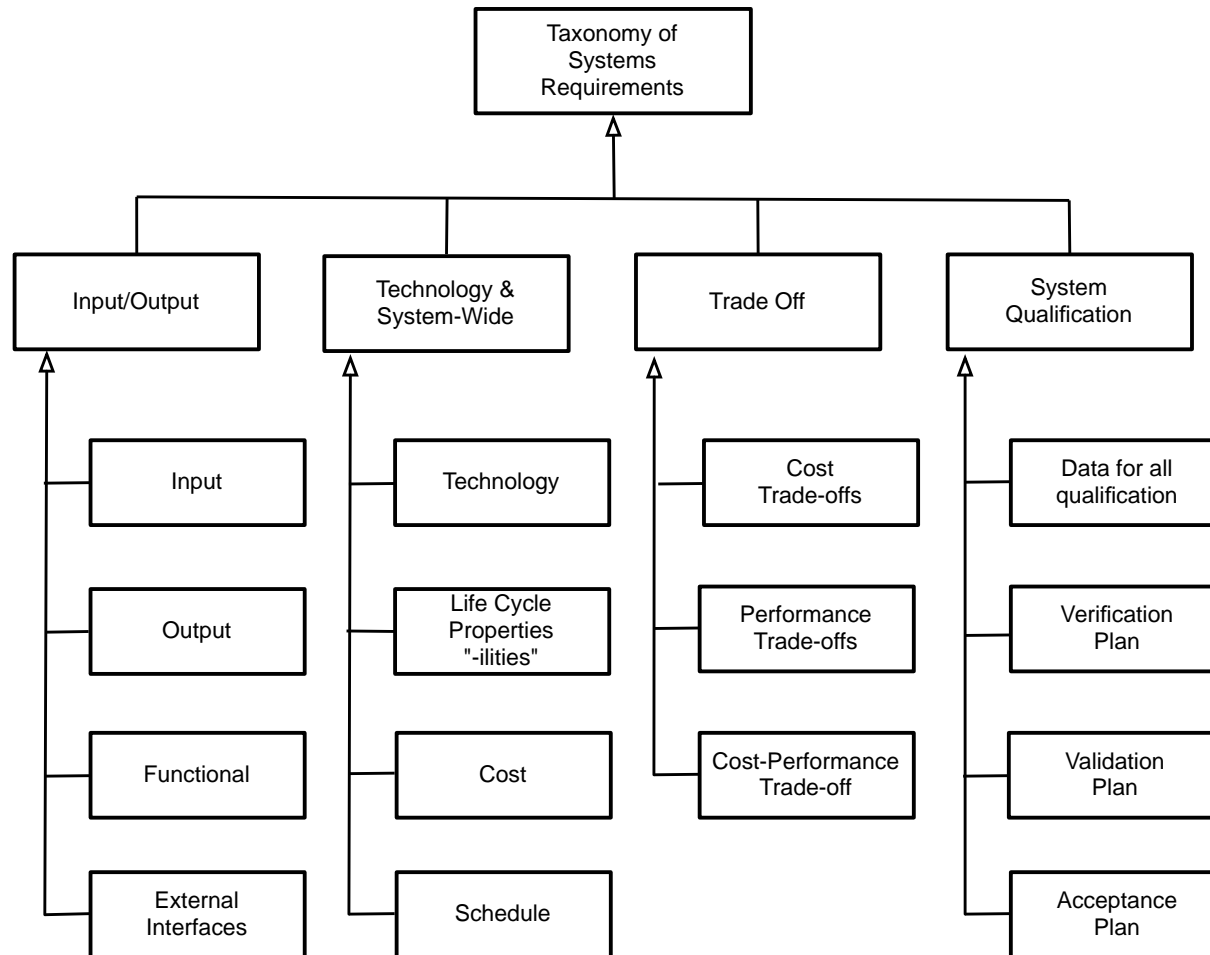 Taxonomy of
Systems
Requirements
Input/Output
Technology &
System-Wide
Trade Off
System
Qualification
Input
Technology
Cost
Trade-offs
Data for all
qualification
Output
Life Cycle
Properties
"-ilities"
Performance
Trade-offs
Verification
Plan
Functional
Cost
Cost-Performance
Trade-off
Validation
Plan
External
Interfaces
Schedule
Acceptance
Plan